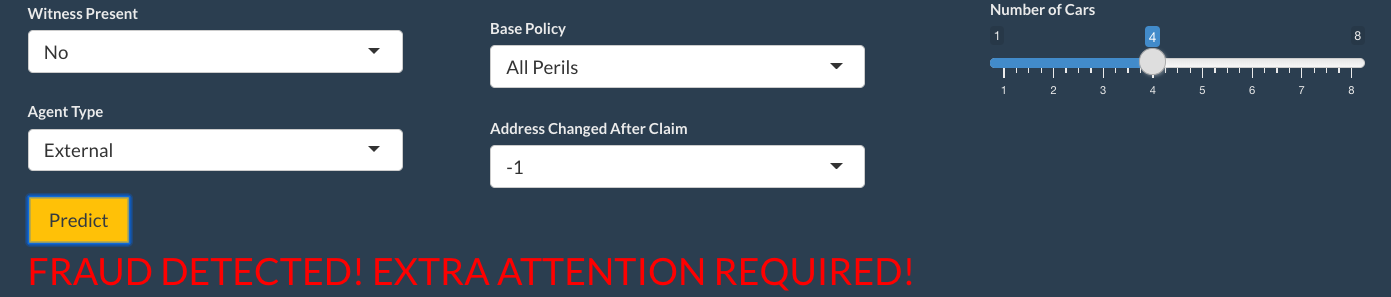 Witness Present
No
Agent Type
External
Predict
Base Policy
All Perils
Address Changed After Claim
-1
Number of Cars
1 4 8
1 2 3 4 5 6 7 8
FRAUD DETECTED! EXTRA ATTENTION REQUIRED!